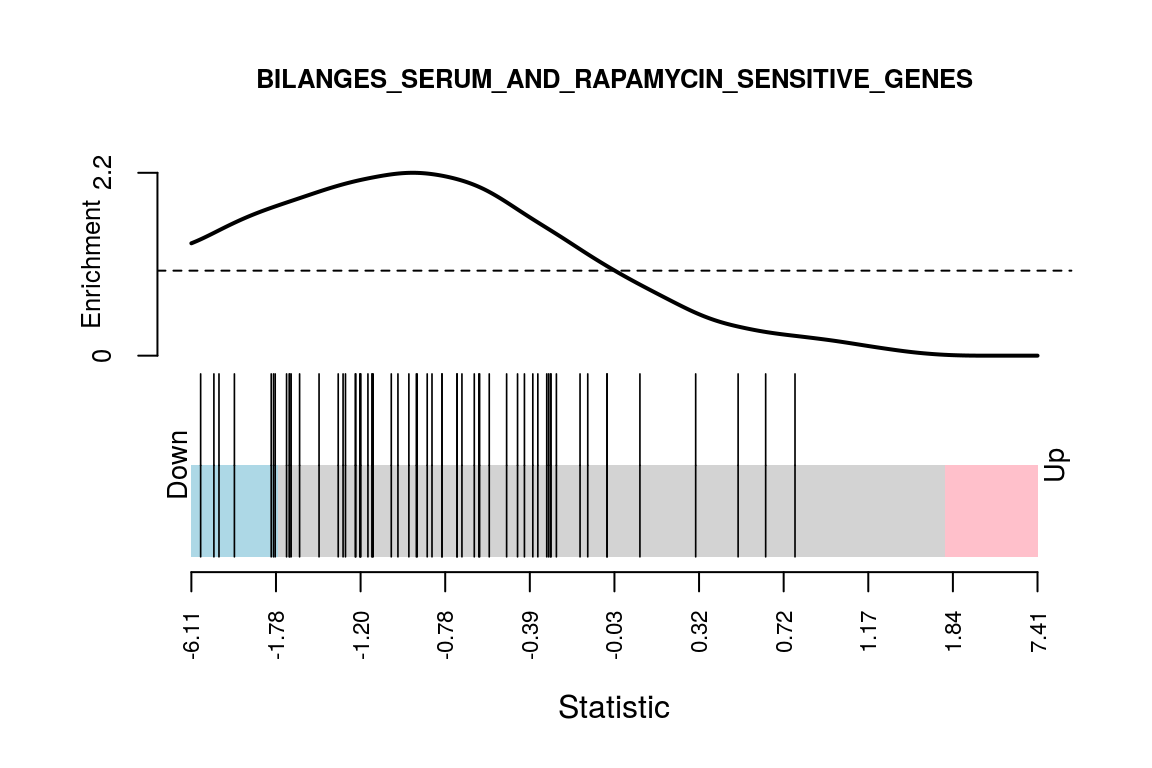 BILANGES_SERUM_AND_RAPAMYCIN_SENSITIVE_GENES
2.2
Enrichment
0
Down
Up
-6.11
-1.78
-1.20
-0.78
-0.39
-0.03
0.32
0.72
1.17
1.84
7.41
Statistic